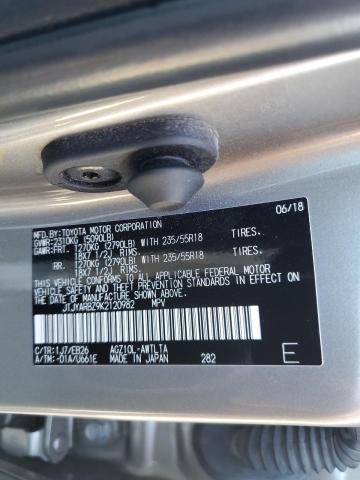 MFD.BY:TOYOTA MOTOR CORPORATION 06/18
GVWR:2310KG (5090LB)
GAWR:FRT. 1270KG (2790LB) WITH 235/55R18 TIRES.
18X7 1/2J RIMS.
RR. 1270KG (2790LB) WITH 235/55R18 TIRES.
18X7 1/2J RIMS.
THIS VEHICLE CONFORMS TO ALL APPLICABLE FEDERAL MOTOR
VEHICLE SAFETY AND THEFT PREVENTION STANDARDS IN EFFECT ON
THE DATE OF MANUFACTURE SHOWN ABOVE.
JTJYARBZ9K2120982 MPV
C/TR:1J7/EB26 AGZ10L-AWTLTA
A/TM:-01A/U661E MADE IN JAPAN 282 E